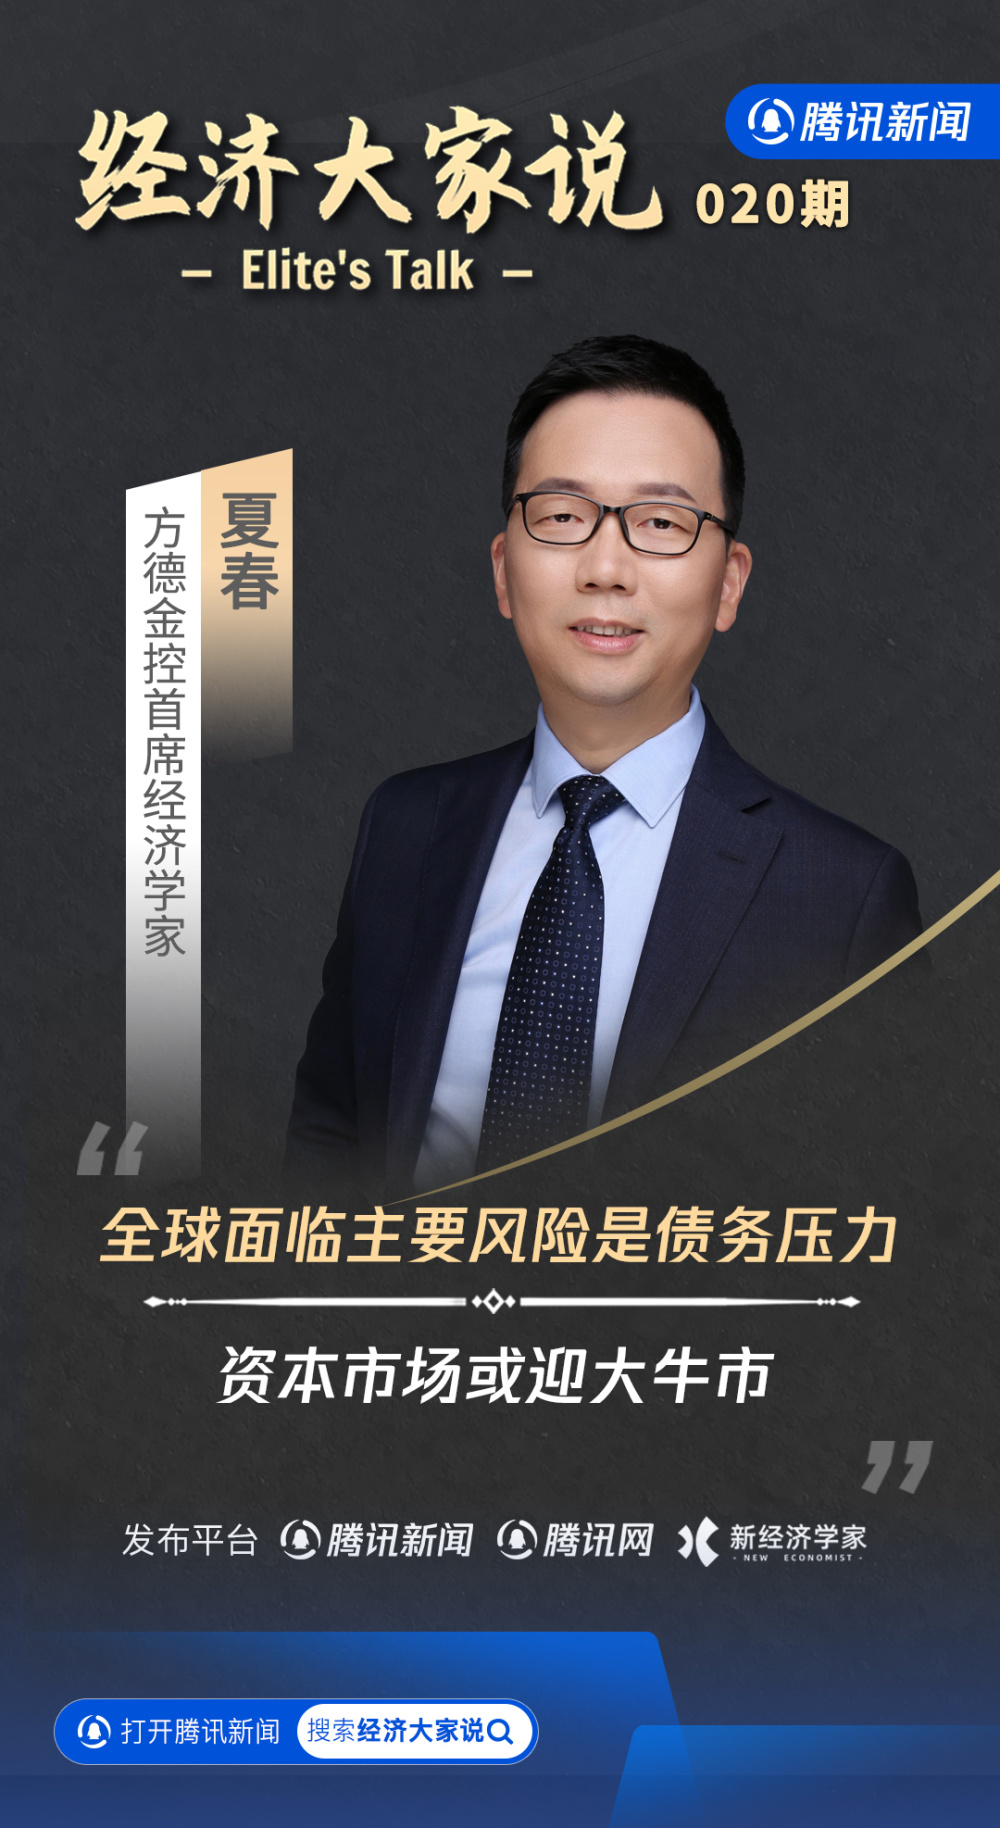 腾讯新闻
经济大家说
020期
– Elite's Talk –
夏春
方德金控首席经济学家
“
全球面临主要风险是债务压力
资本市场或迎大牛市
”
发布平台 腾讯新闻 腾讯网 新经济学家
· NEW ECONOMIST ·
打开腾讯新闻 搜索经济大家说